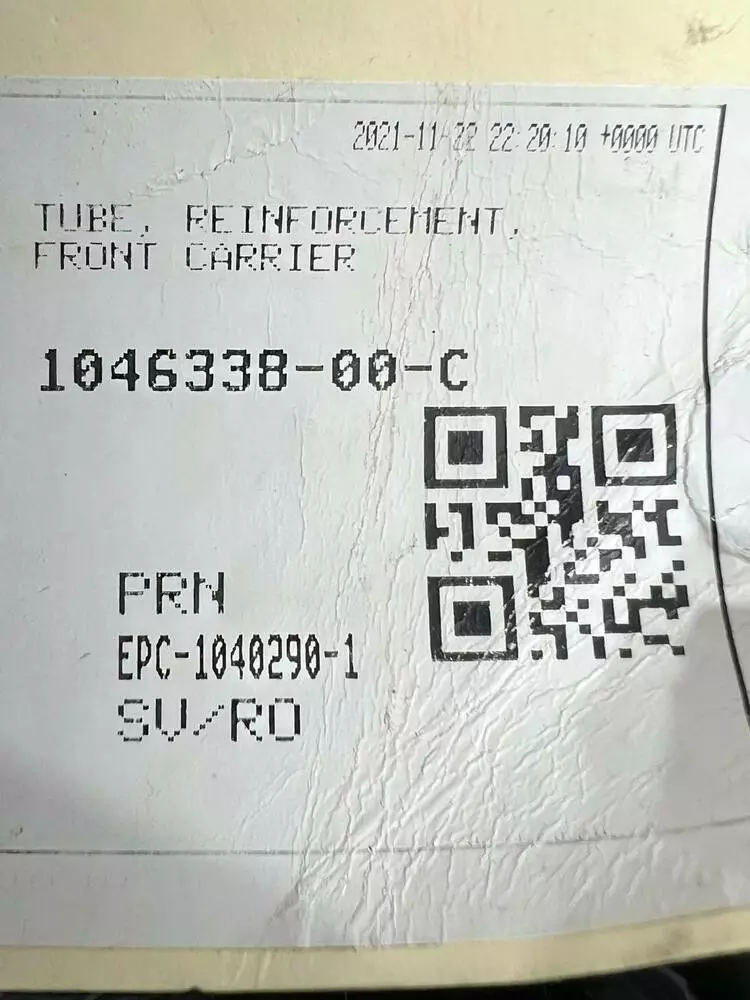 2021-11-22 22:20:10 +0000 UTC
TUBE, REINFORCEMENT,
FRONT CARRIER
1046338-00-C
PRN
EPC-1040290-1
SV/RO